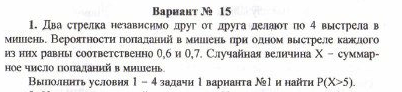 Вариант № 15
1. Два стрелка независимо друг от друга делают по 4 выстрела в
мишень. Вероятности попаданий в мишень при одном выстреле каждого
из них равны соответственно 0,6 и 0,7. Случайная величина X – суммар-
ное число попаданий в мишень.
Выполнить условия 1 – 4 задачи 1 варианта №1 и найти P(X>5).